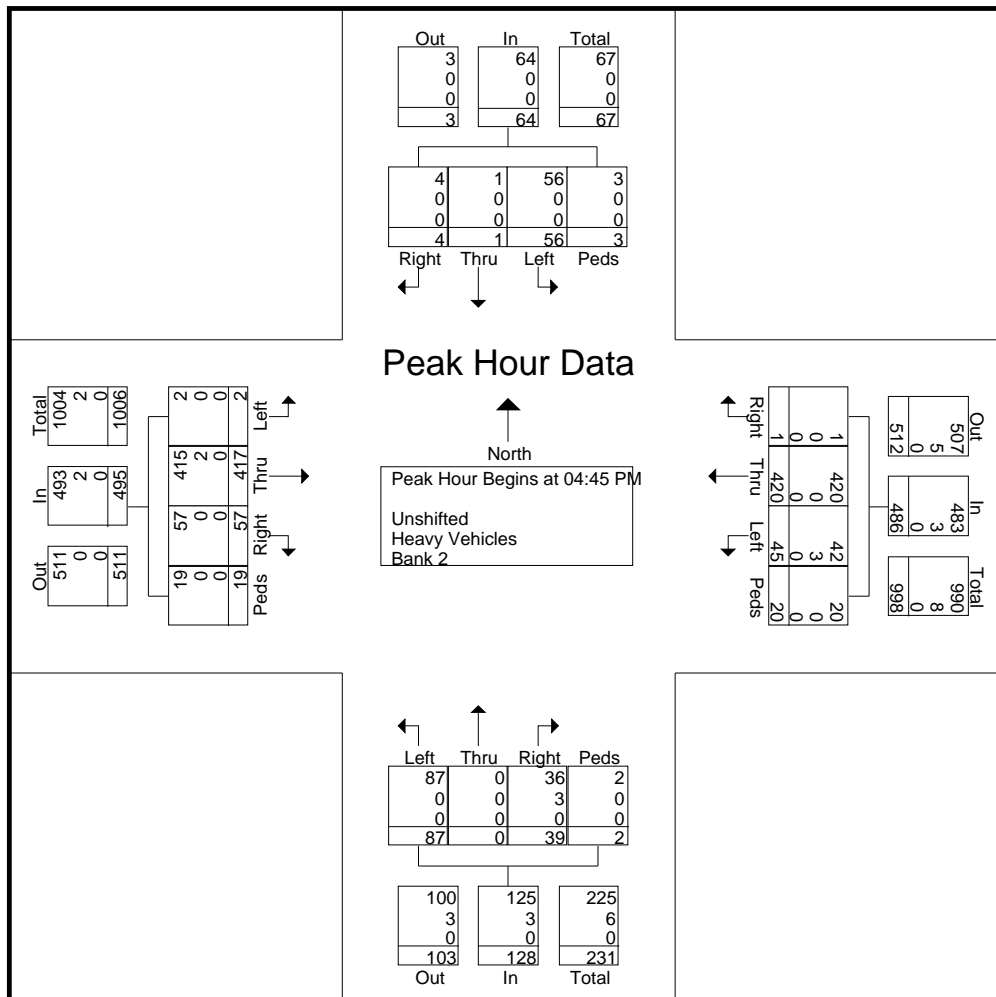 Out In Total
3 64 67
0 0 0
0 0 0
3 64 67
4 1 56 3
0 0 0 0
0 0 0 0
4 1 56 3
Right Thru Left Peds
Peak Hour Data
North
Peak Hour Begins at 04:45 PM
Unshifted
Heavy Vehicles
Bank 2
Total
1004 2 0 1006
In
493 2 0 495
Out
511 0 0 511
2 0 0 2
Left
415 2 0 417
Thru
57 0 0 57
Right
19 0 0 19
Peds
Right
1 0 0 1
Thru
420 0 0 420
Left
42 3 0 45
Peds
20 0 0 20
Out
507 5 0 512
In
483 3 0 486
Total
990 8 0 998
Left Thru Right Peds
87 0 36 2
0 0 3 0
0 0 0 0
87 0 39 2
100 125 225
3 3 6
0 0 0
103 128 231
Out In Total